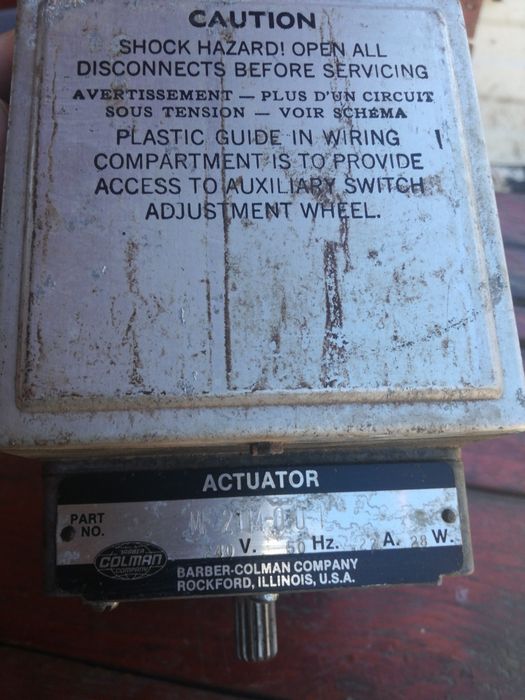 CAUTION
SHOCK HAZARD! OPEN ALL
DISCONNECTS BEFORE SERVICING
AVERTISSEMENT — PLUS D'UN CIRCUIT
SOUS TENSION — VOIR SCHÉMA
PLASTIC GUIDE IN WIRING
COMPARTMENT IS TO PROVIDE
ACCESS TO AUXILIARY SWITCH
ADJUSTMENT WHEEL.
ACTUATOR
PART
NO.
V. Hz. A. 28 W.
BARBER
COLMAN
COMPANY
BARBER-COLMAN COMPANY
ROCKFORD, ILLINOIS, U.S.A.